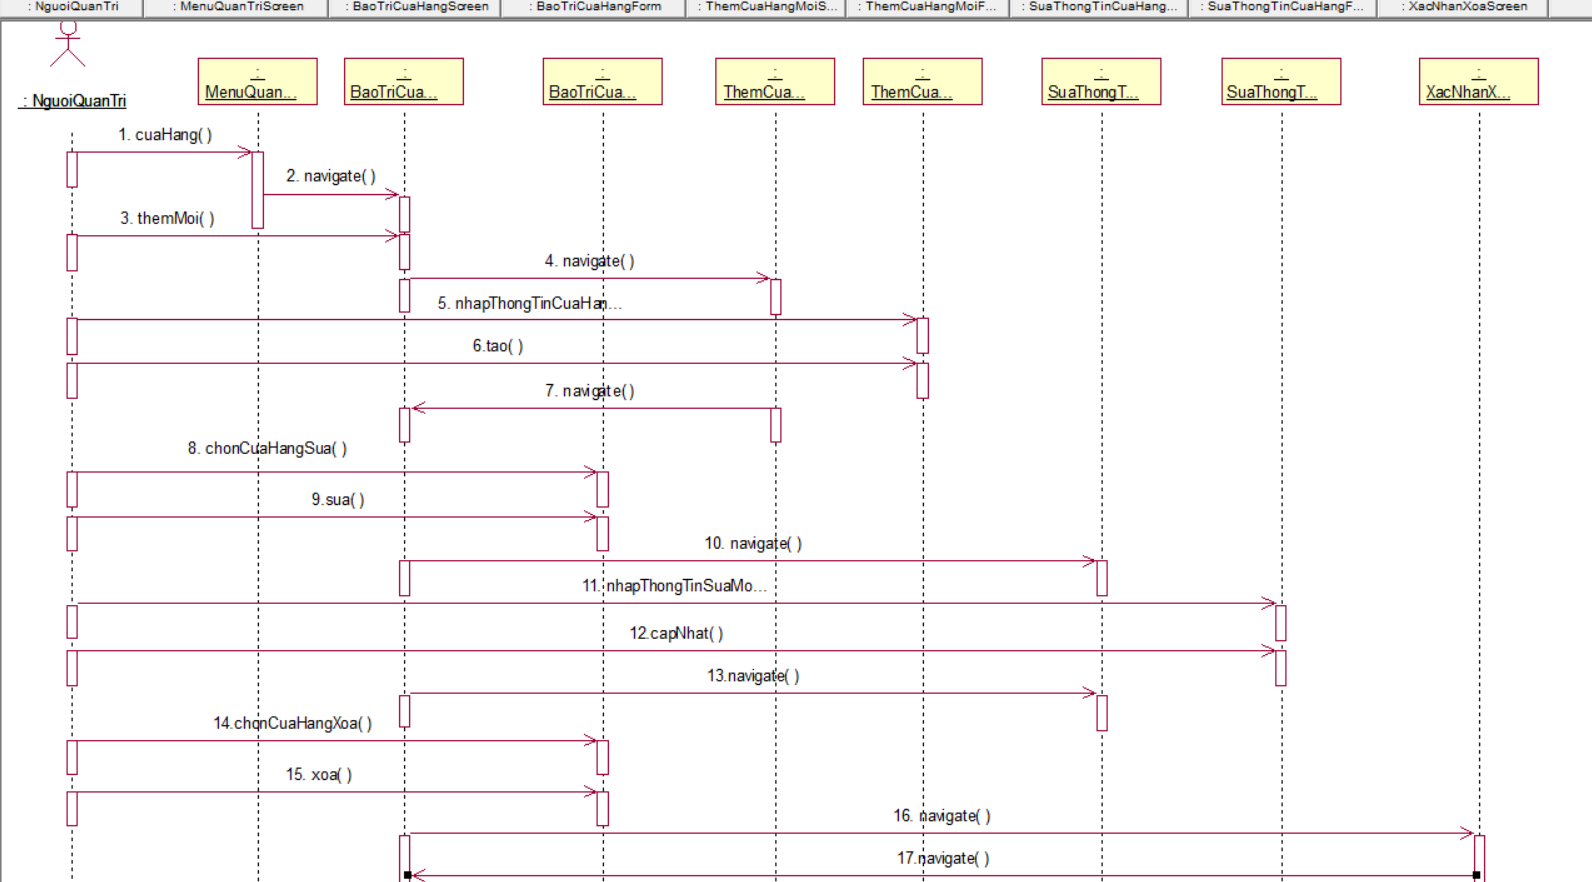 : NguoiQuanTri
: MenuQuanTriScreen
: BaoTriCuaHangScreen
: BaoTriCuaHangForm
: ThemCuaHangMoiS...
: ThemCuaHangMoiF...
: SuaThongTinCuaHang...
: SuaThongTinCuaHangF...
: XacNhanXoaScreen
: NguoiQuanTri
:
MenuQuan...
:
BaoTriCua...
:
BaoTriCua...
:
ThemCua...
:
ThemCua...
:
SuaThongT...
:
SuaThongT...
:
XacNhanX...
1. cuaHang( )
2. navigate( )
3. themMoi( )
4. navigate( )
5. nhapThongTinCuaHan...
6.tao( )
7. navigate( )
8. chonCuaHangSua( )
9.sua( )
10. navigate( )
11. nhapThongTinSuaMo...
12.capNhat( )
13.navigate( )
14.chonCuaHangXoa( )
15. xoa( )
16. navigate( )
17.navigate( )